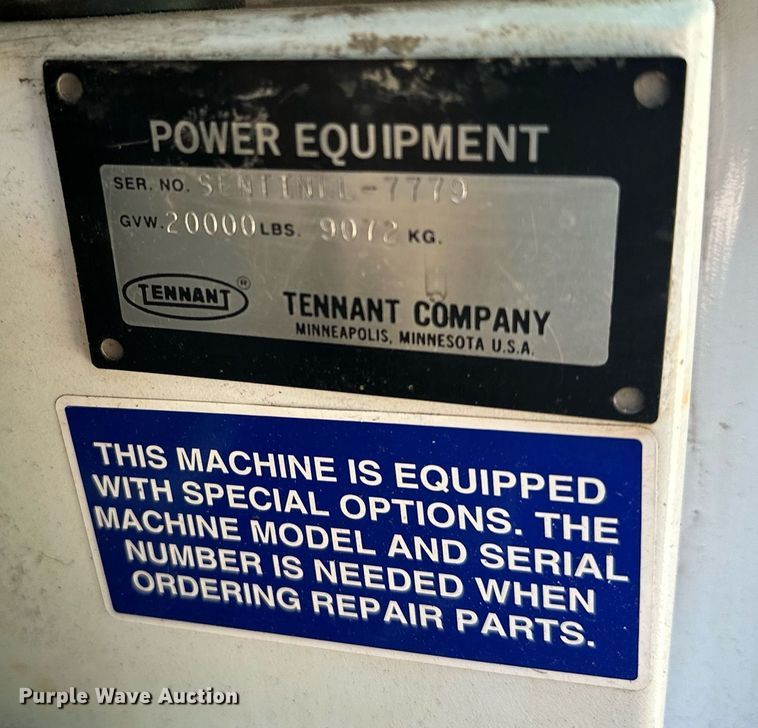 POWER EQUIPMENT
SER. NO. SENTINEL-7779
GVW. 20000 LBS. 9072 KG.
TENNANT ®
TENNANT COMPANY
MINNEAPOLIS, MINNESOTA U.S.A.
THIS MACHINE IS EQUIPPED
WITH SPECIAL OPTIONS. THE
MACHINE MODEL AND SERIAL
NUMBER IS NEEDED WHEN
ORDERING REPAIR PARTS.
Purple Wave Auction